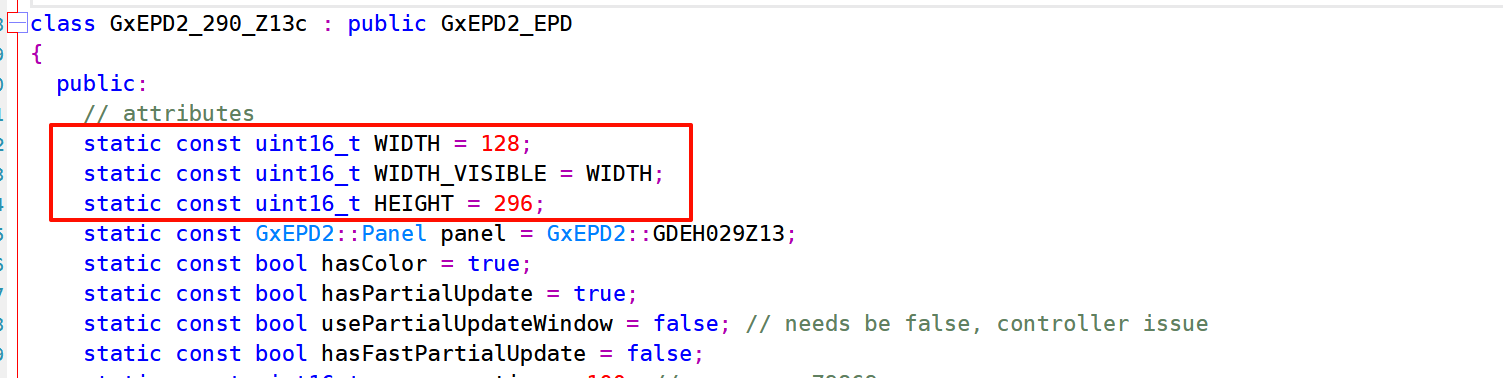 class GxEPD2_290_Z13c : public GxEPD2_EPD
{
public:
// attributes
static const uint16_t WIDTH = 128;
static const uint16_t WIDTH_VISIBLE = WIDTH;
static const uint16_t HEIGHT = 296;
static const GxEPD2::Panel panel = GxEPD2::GDEH029Z13;
static const bool hasColor = true;
static const bool hasPartialUpdate = true;
static const bool usePartialUpdateWindow = false; // needs be false, controller issue
static const bool hasFastPartialUpdate = false;